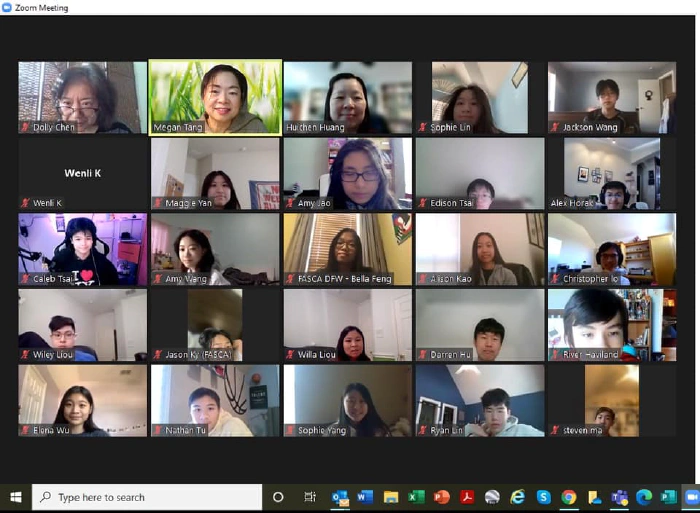 Zoom Meeting
Dolly Chen
Megan Tang
Huichen Huang
Sophie Lin
Jackson Wang
Wenli K
Wenli K
Maggie Yan
Amy Jao
Edison Tsai
Alex Horak
Caleb Tsai
I
Amy Wang
FASCA DFW - Bella Feng
Alison Kao
Christopher lo
Wiley Liou
Jason Ky (FASCA)
Willa Liou
Darren Hu
River Haviland
Elena Wu
Nathan Tu
Sophie Yang
Ryan Lin
steven ma
Type here to search